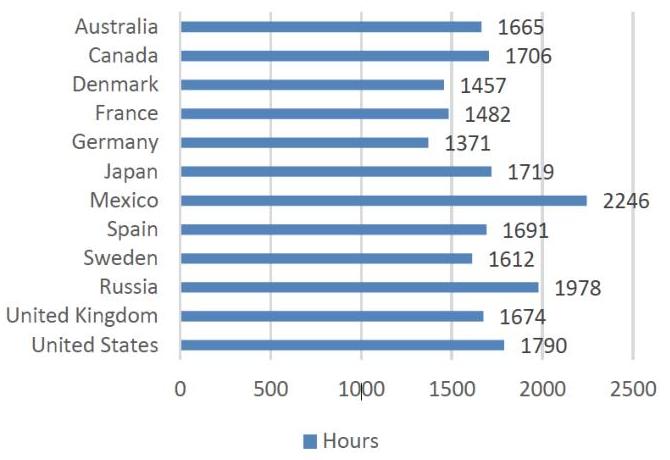 Australia 1665
Canada 1706
Denmark 1457
France 1482
Germany 1371
Japan 1719
Mexico 2246
Spain 1691
Sweden 1612
Russia 1978
United Kingdom 1674
United States 1790
0 500 1000 1500 2000 2500
Hours